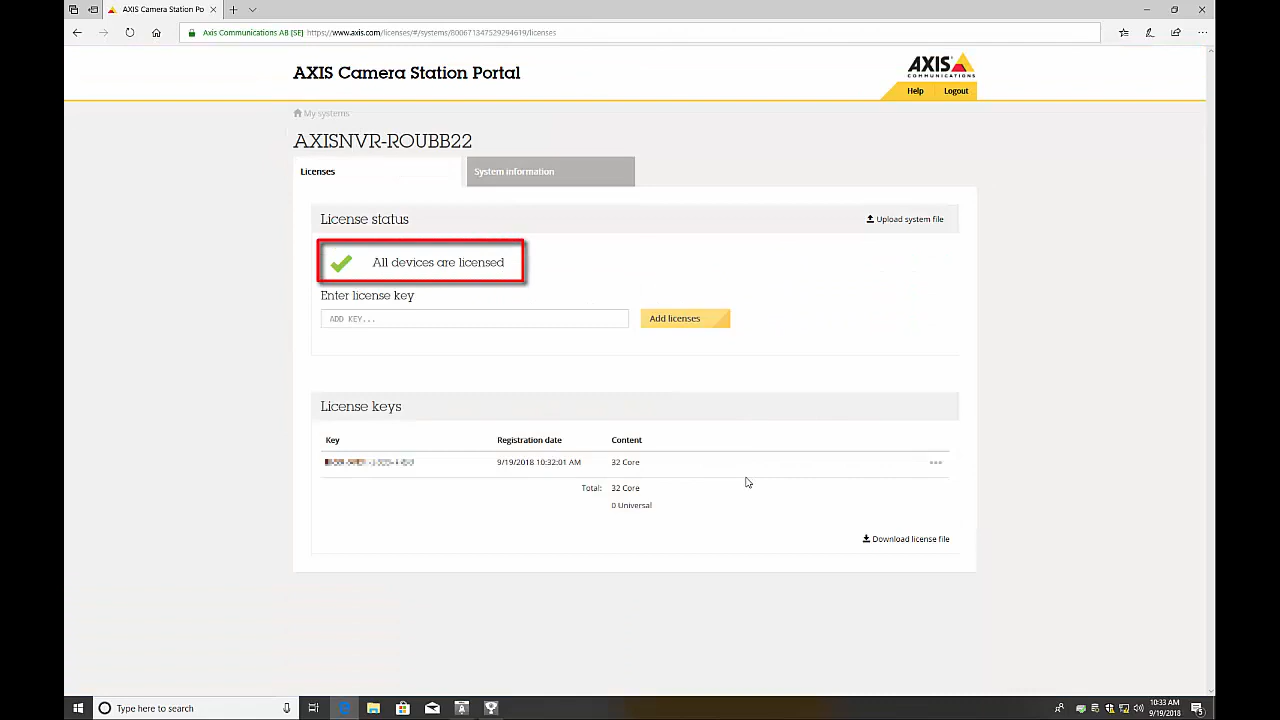 AXIS Camera Station Po
Axis Communications AB [SE] https://www.axis.com/licenses/#/systems/800671347529294619/licenses
AXIS Camera Station Portal
AXIS
COMMUNICATIONS
Help Logout
My systems
AXISNVR-ROUBB22
Licenses System information
License status Upload system file
All devices are licensed
Enter license key
ADD KEY... Add licenses
License keys
Key Registration date Content
9/19/2018 10:32:01 AM 32 Core
Total: 32 Core
0 Universal
Download license file
Type here to search
10:33 AM
9/19/2018
5